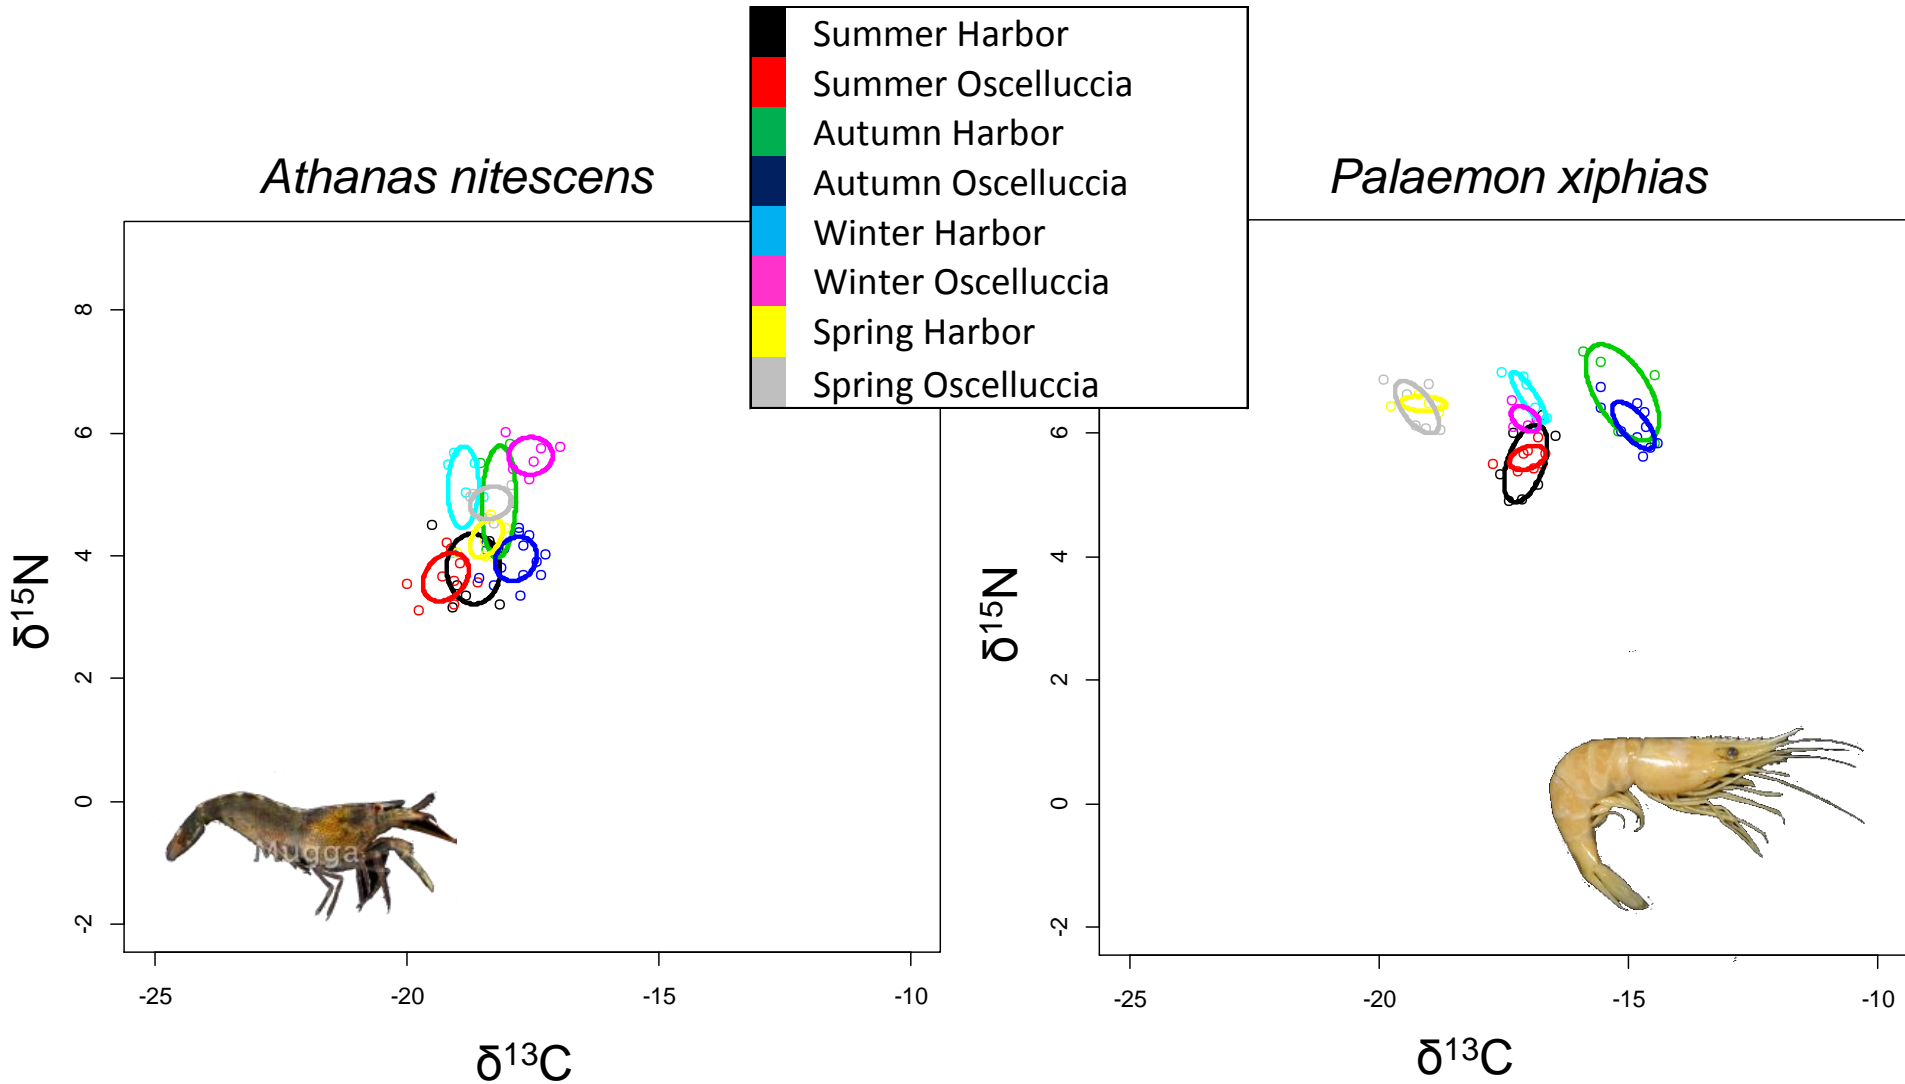 Summer Harbor
Summer Oscelluccia
Autumn Harbor
Autumn Oscelluccia
Winter Harbor
Winter Oscelluccia
Spring Harbor
Spring Oscelluccia
Athanas nitescens
Palaemon xiphias
8
6
4
2
0
-2
δ¹⁵N
-25
-20
-15
-10
δ¹³C
Mugga
6
4
2
0
-2
δ¹⁵N
-25
-20
-15
-10
δ¹³C